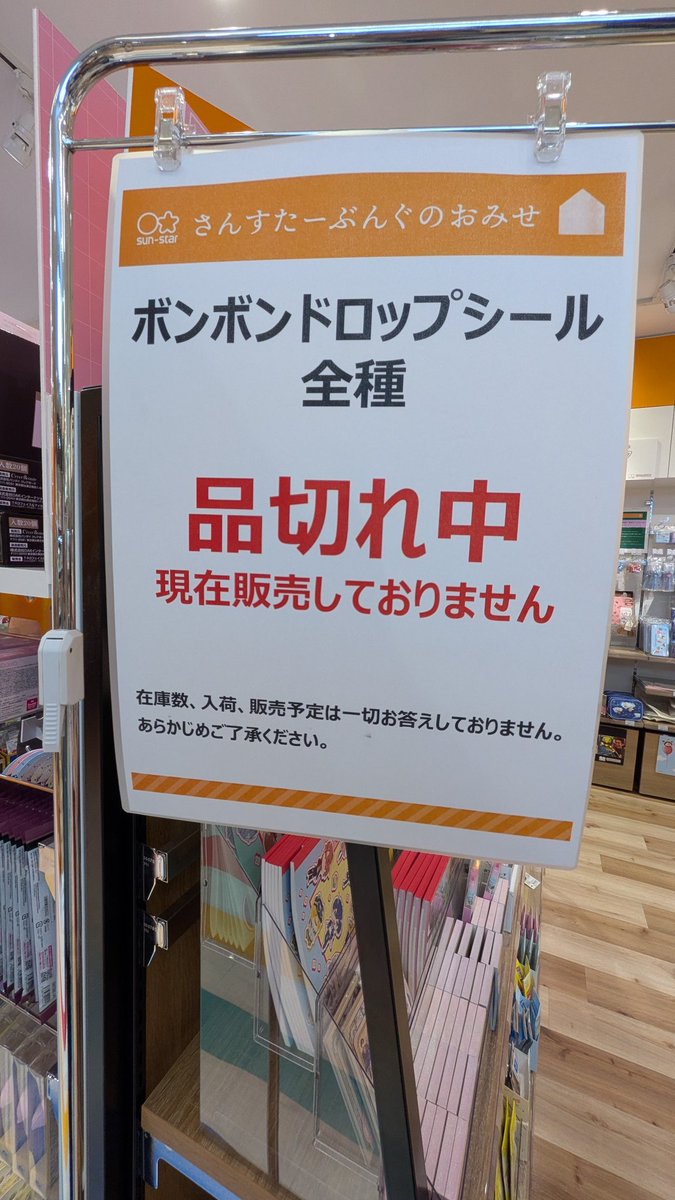 sun-star
さんすたーぶんぐのおみせ
ボンボンドロップシール
全種
品切れ中
現在販売しておりません
在庫数、入荷、販売予定は一切お答えしておりません。
あらかじめご了承ください。